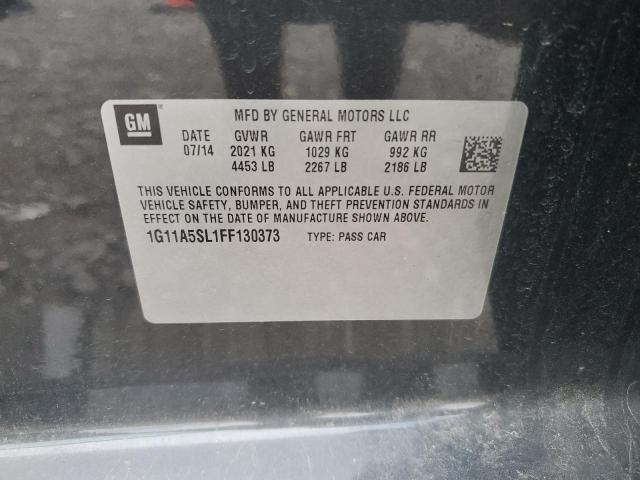 GM
MFD BY GENERAL MOTORS LLC
DATE GVWR GAWR FRT GAWR RR
07/14 2021 KG 1029 KG 992 KG
4453 LB 2267 LB 2186 LB
THIS VEHICLE CONFORMS TO ALL APPLICABLE U.S. FEDERAL MOTOR
VEHICLE SAFETY, BUMPER, AND THEFT PREVENTION STANDARDS IN
EFFECT ON THE DATE OF MANUFACTURE SHOWN ABOVE.
1G11A5SL1FF130373 TYPE: PASS CAR